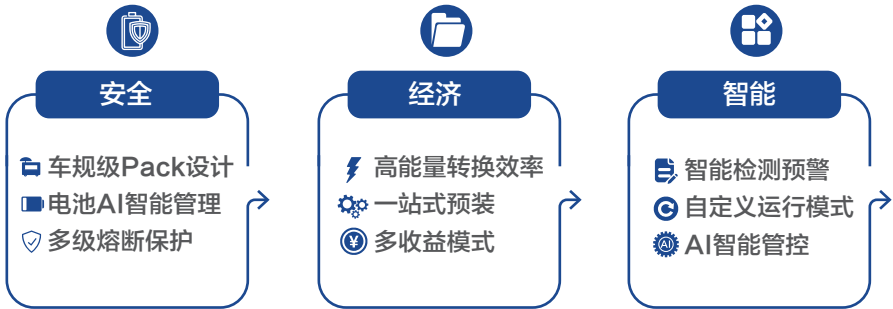 安全
车规级Pack设计
电池AI智能管理
多级熔断保护
经济
高能量转换效率
一站式预装
多收益模式
智能
智能检测预警
自定义运行模式
AI智能管控